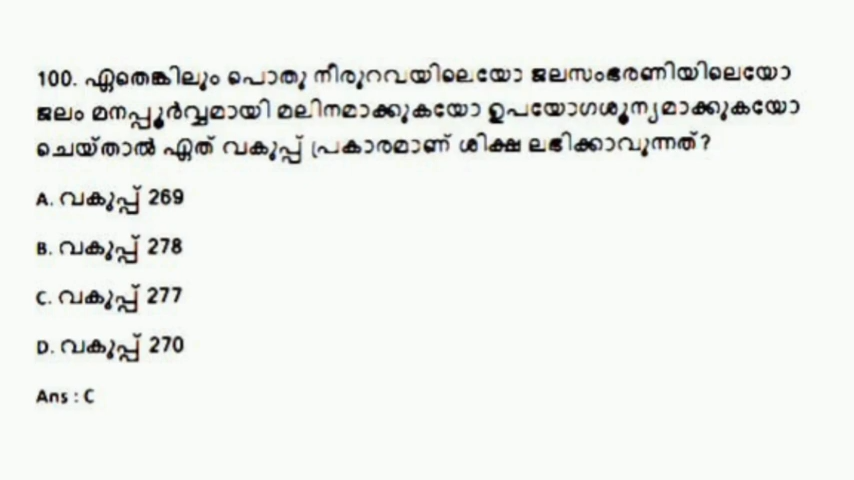 100. ഏതെങ്കിലും പൊതു നീരുറവയിലെയോ ജലസംഭരണിയിലെയോ
ജലം മനപ്പൂർവ്വമായി മലിനമാക്കുകയോ ഉപയോഗശൂന്യമാക്കുകയോ
ചെയ്താൽ ഏത് വകുപ്പ് പ്രകാരമാണ് ശിക്ഷ ലഭിക്കാവുന്നത്?
A. വകുപ്പ് 269
B. വകുപ്പ് 278
C. വകുപ്പ് 277
D. വകുപ്പ് 270
Ans : C